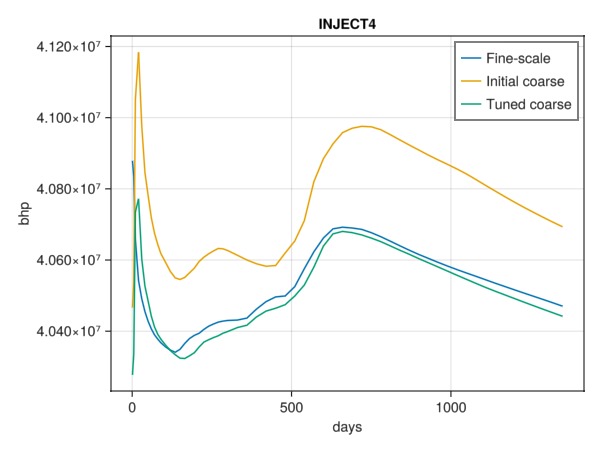 INJECT4
4.120×10⁷
4.100×10⁷
4.080×10⁷
4.060×10⁷
4.040×10⁷
bhp
Fine-scale
Initial coarse
Tuned coarse
0
500
1000
days